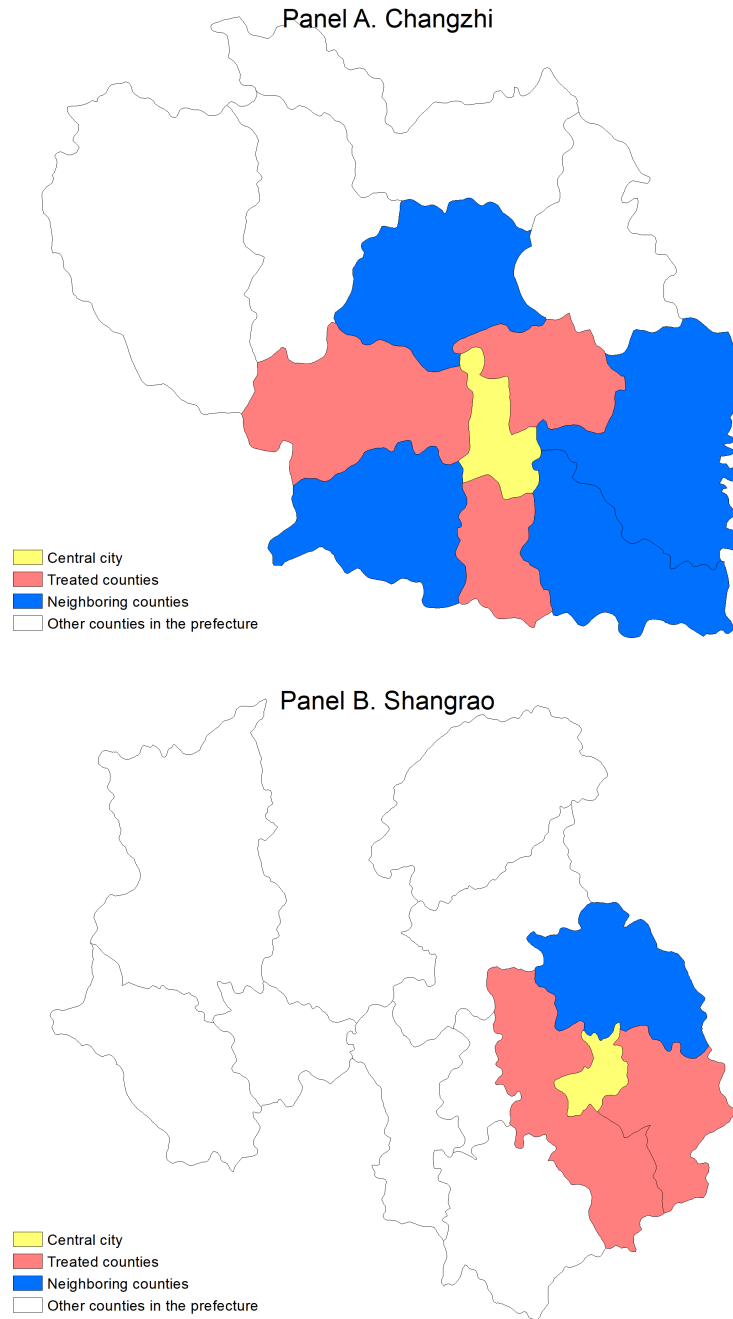 Panel A. Changzhi
Central city
Treated counties
Neighboring counties
Other counties in the prefecture
Panel B. Shangrao
Central city
Treated counties
Neighboring counties
Other counties in the prefecture